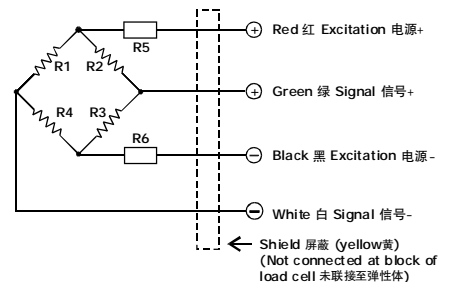 R5
Red 红 Excitation 电源+
R1
R2
Green 绿 Signal 信号+
R4
R3
R6
Black 黑 Excitation 电源-
White 白 Signal 信号-
Shield 屏蔽 (yellow黄)
(Not connected at block of
load cell 未联接至弹性体)